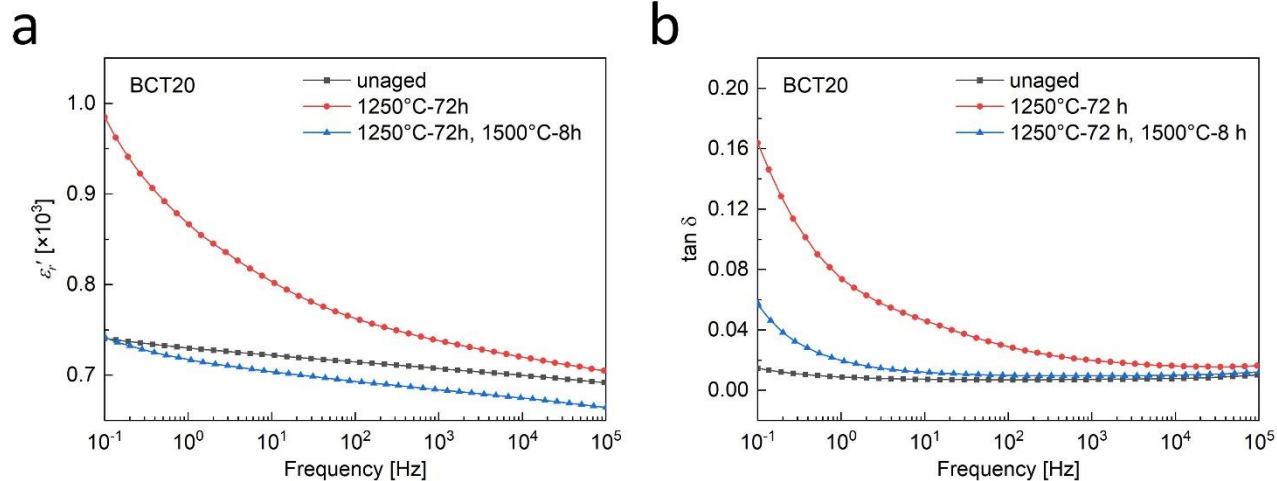 a
BCT20
unaged
1250°C-72h
1250°C-72h, 1500°C-8h
1.0
0.9
0.8
0.7
εr′ [×10³]
10⁻¹
10⁰
10¹
10²
10³
10⁴
10⁵
Frequency [Hz]
b
BCT20
unaged
1250°C-72 h
1250°C-72 h, 1500°C-8 h
0.20
0.16
0.12
0.08
0.04
0.00
tan δ
10⁻¹
10⁰
10¹
10²
10³
10⁴
10⁵
Frequency [Hz]